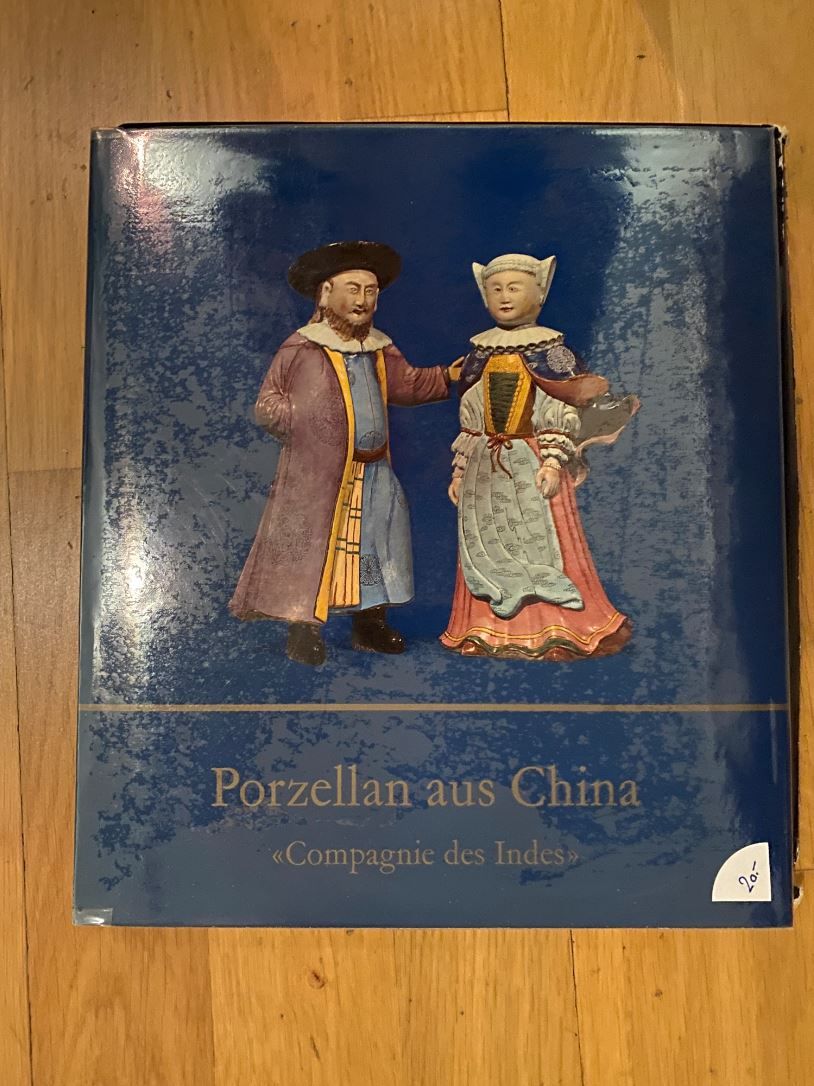 Porzellan aus China
«Compagnie des Indes»
20.-